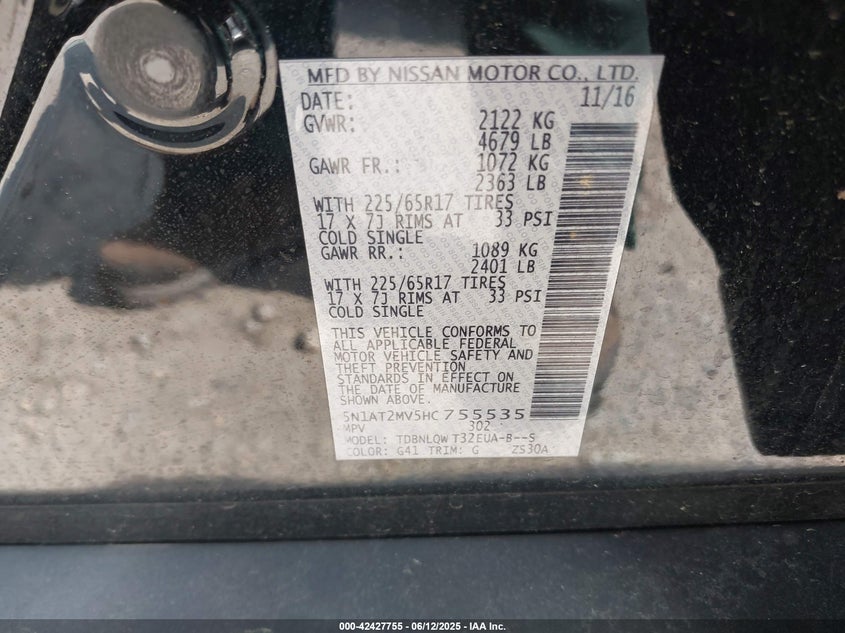 MFD BY NISSAN MOTOR CO., LTD.
DATE: 11/16
GVWR: 2122 KG
4679 LB
GAWR FR.: 1072 KG
2363 LB
WITH 225/65R17 TIRES
17 X 7J RIMS AT 33 PSI
COLD SINGLE
GAWR RR.: 1089 KG
2401 LB
WITH 225/65R17 TIRES
17 X 7J RIMS AT 33 PSI
COLD SINGLE
THIS VEHICLE CONFORMS TO
ALL APPLICABLE FEDERAL
MOTOR VEHICLE SAFETY AND
THEFT PREVENTION
STANDARDS IN EFFECT ON
THE DATE OF MANUFACTURE
SHOWN ABOVE.
5N1AT2MV5HC755535
MPV 302
MODEL: TDBNLQW T32EUA-B--S
COLOR: G41 TRIM: G ZS30A
000-42427755 - 06/12/2025 - IAA Inc.